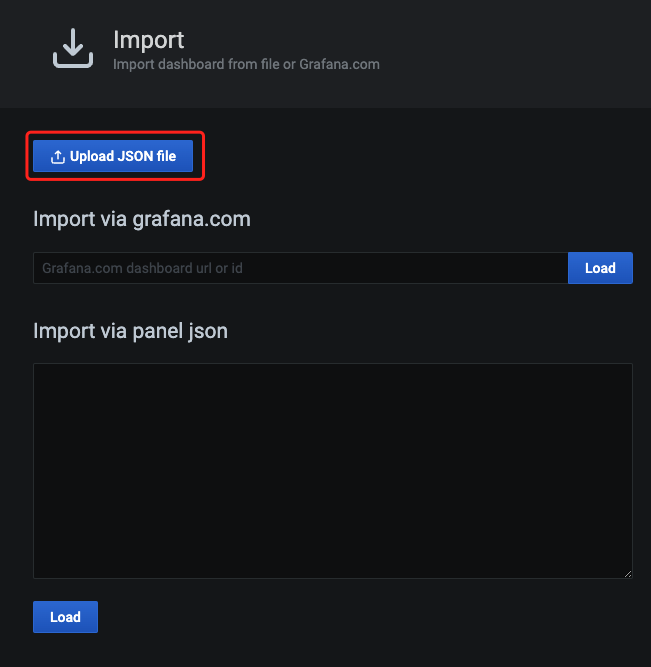 Import
Import dashboard from file or Grafana.com
Upload JSON file
Import via grafana.com
Grafana.com dashboard url or id
Load
Import via panel json
Load